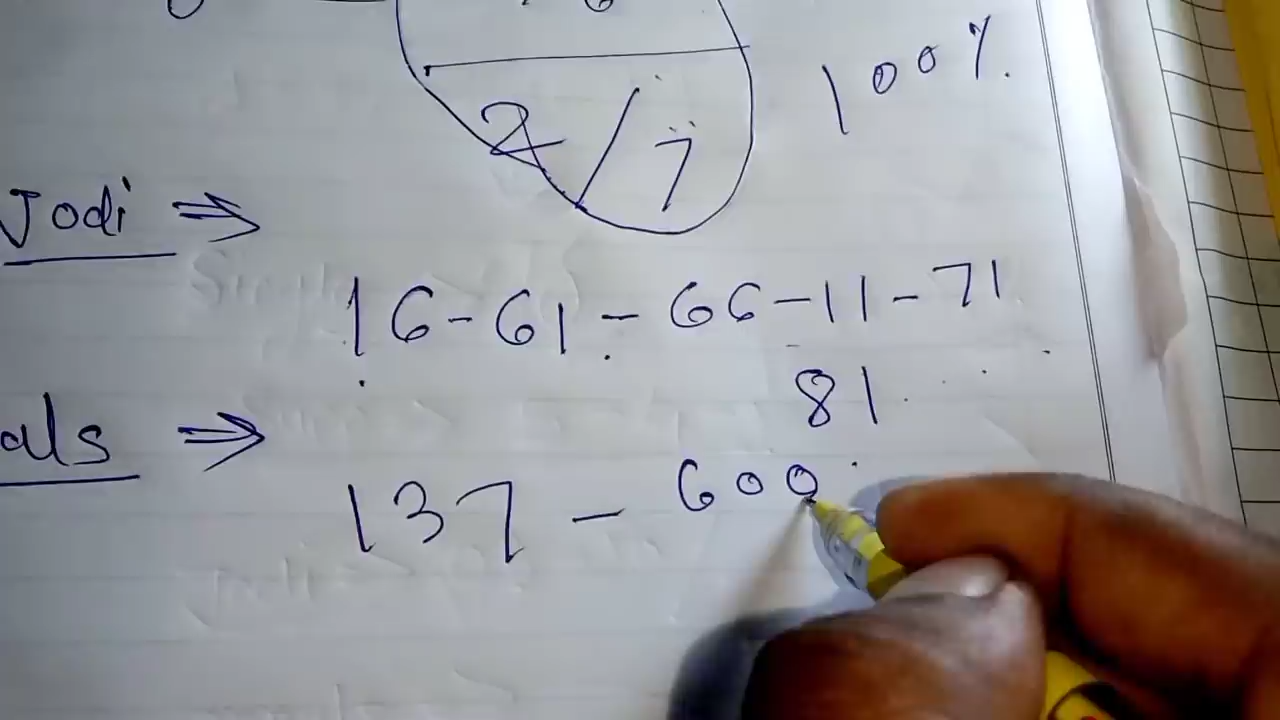 100%.
2/7
Jodi ⇒
16-61-66-11-71
81
als ⇒
137 - 600